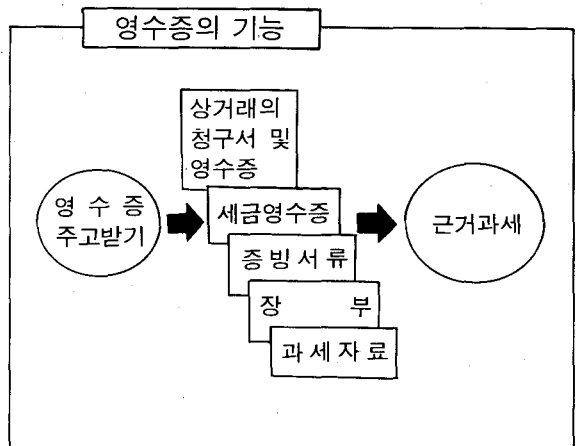 영수증의 기능
상거래의
청구서 및
영수증
영 수 증
주고받기
세금영수증
증빙서류
장 부
과세자료
근거과세